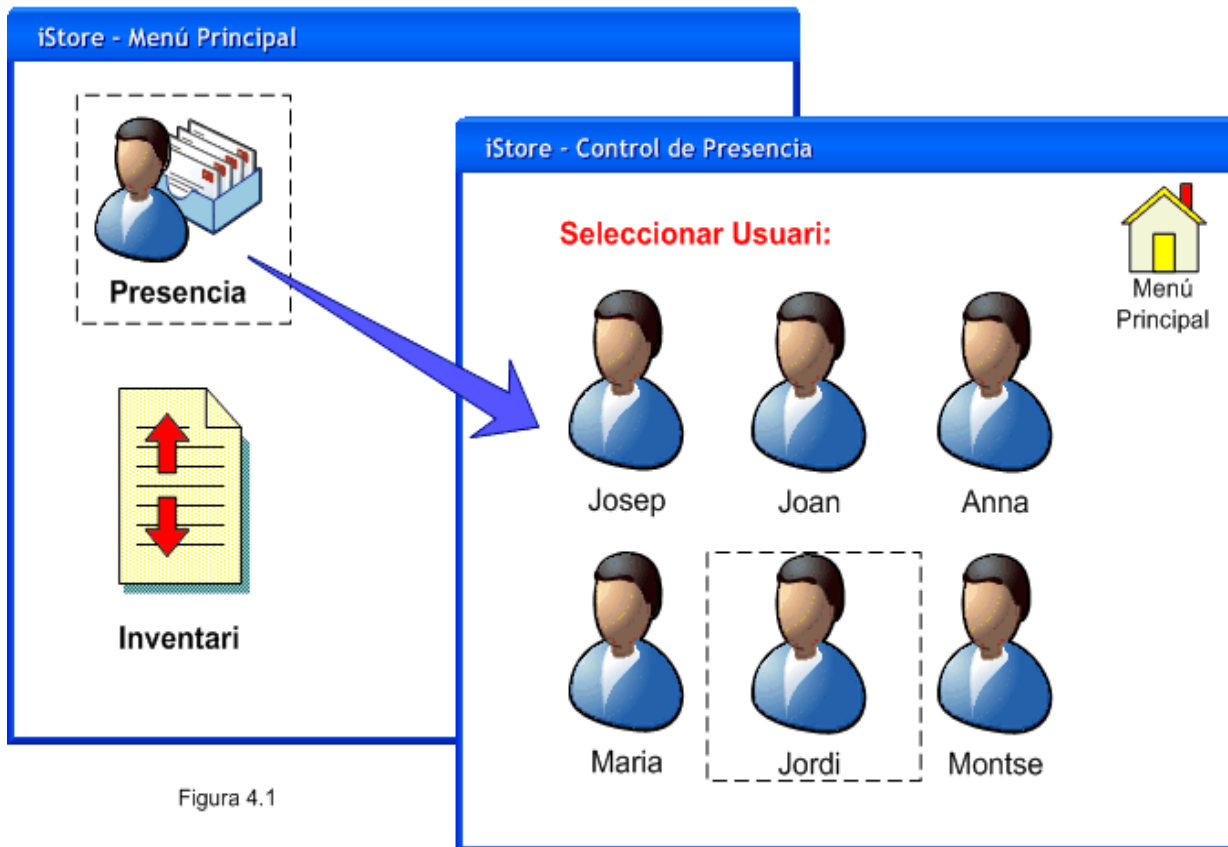 iStore - Menú Principal
Presencia
Inventari
iStore - Control de Presencia
Seleccionar Usuari:
Menú
Principal
Josep Joan Anna
Maria Jordi Montse
Figura 4.1